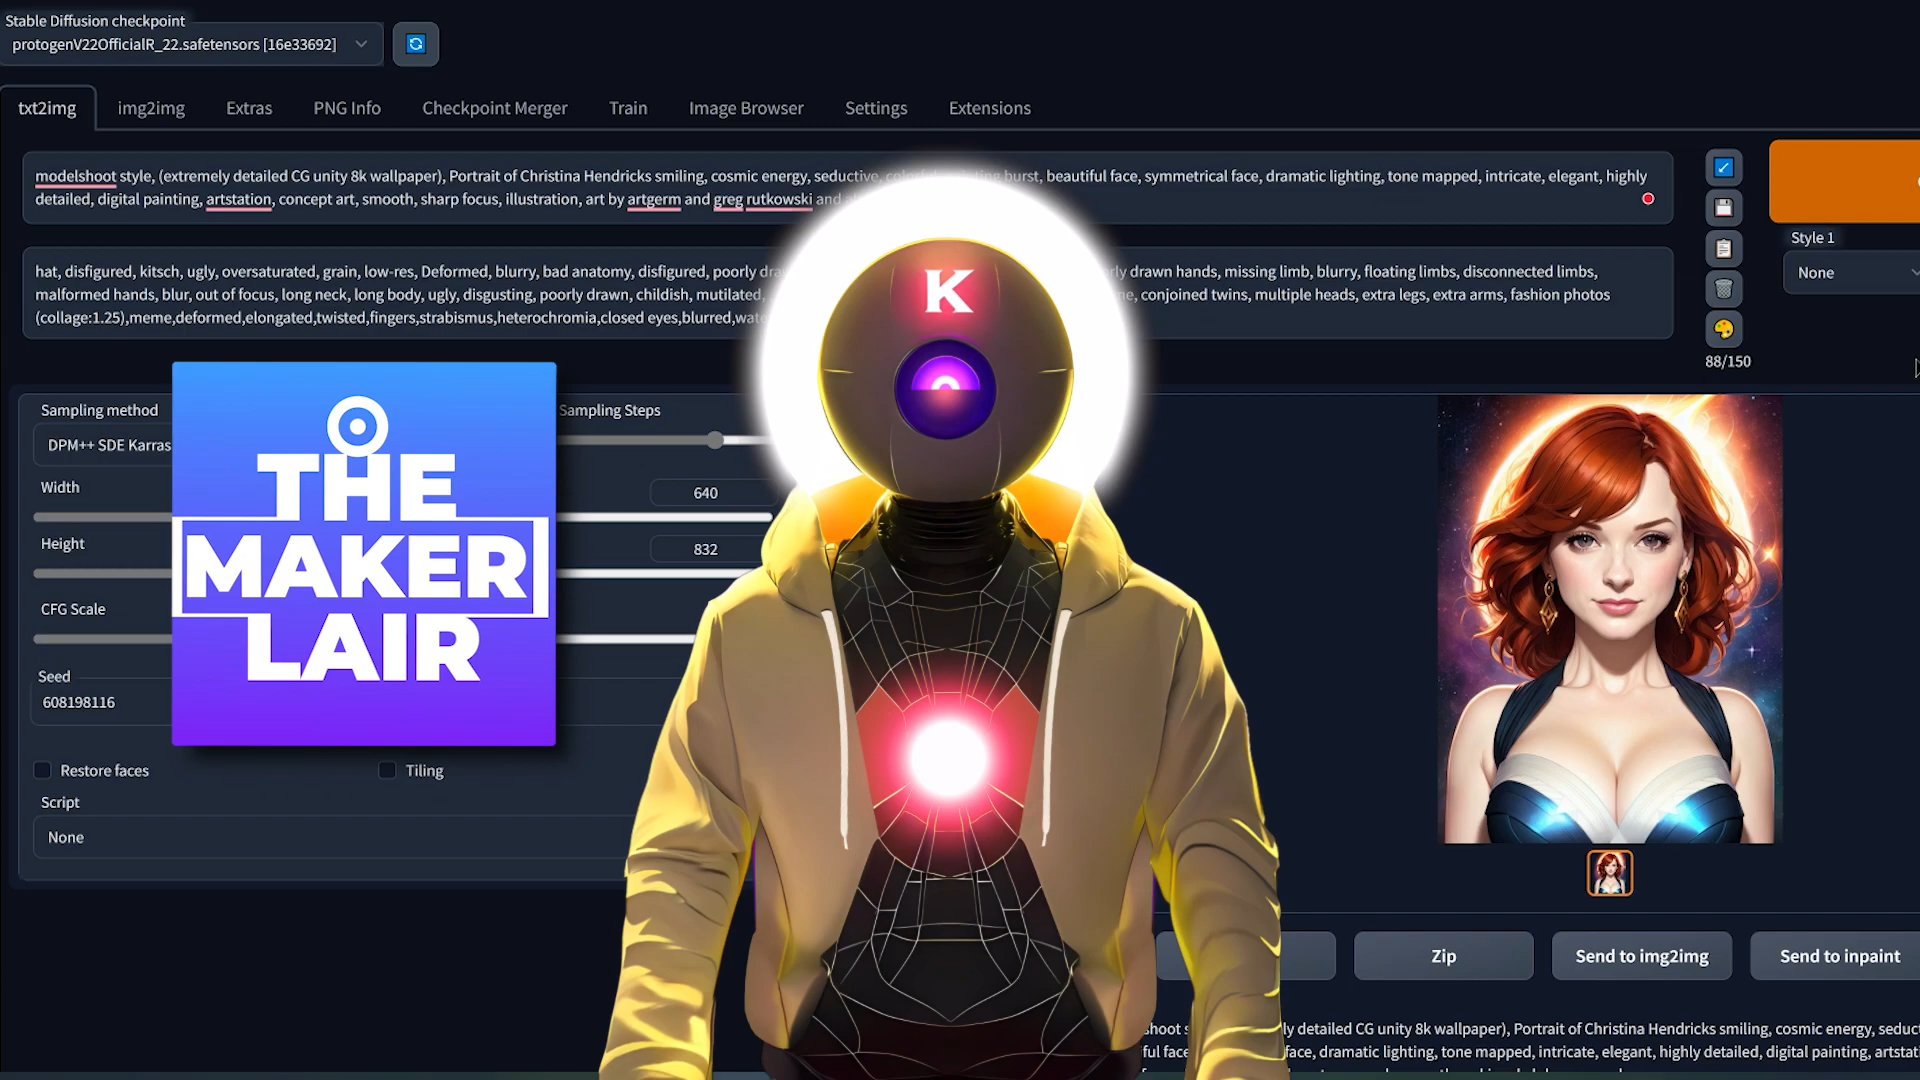 Stable Diffusion checkpoint
protogenV22OfficialR_22.safetensors [16e33692]
txt2img
img2img
Extras
PNG Info
Checkpoint Merger
Train
Image Browser
Settings
Extensions
modelshoot style, (extremely detailed CG unity 8k wallpaper), Portrait of Christina Hendricks smiling, cosmic energy, seductive, burst, beautiful face, symmetrical face, dramatic lighting, tone mapped, intricate, elegant, highly
detailed, digital painting, artstation, concept art, smooth, sharp focus, illustration, art by artgerm and greg rutkowski and
Style 1
None
hat, disfigured, kitsch, ugly, oversaturated, grain, low-res, Deformed, blurry, bad anatomy, disfigured, poorly drawn hands, missing limb, blurry, floating limbs, disconnected limbs,
malformed hands, blur, out of focus, long neck, long body, ugly, disgusting, poorly drawn, childish, mutilated, conjoined twins, multiple heads, extra legs, extra arms, fashion photos
(collage:1.25),meme,deformed,elongated,twisted,fingers,strabismus,heterochromia,closed eyes,blurred,
88/150
K
THE
MAKER
LAIR
Sampling method
DPM++ SDE Karras
Sampling Steps
Width
640
Height
832
CFG Scale
Seed
608198116
Restore faces
Tiling
Script
None
Zip
Send to img2img
Send to inpaint
detailed CG unity 8k wallpaper), Portrait of Christina Hendricks smiling, cosmic energy,
face, dramatic lighting, tone mapped, intricate, elegant, highly detailed, digital painting,